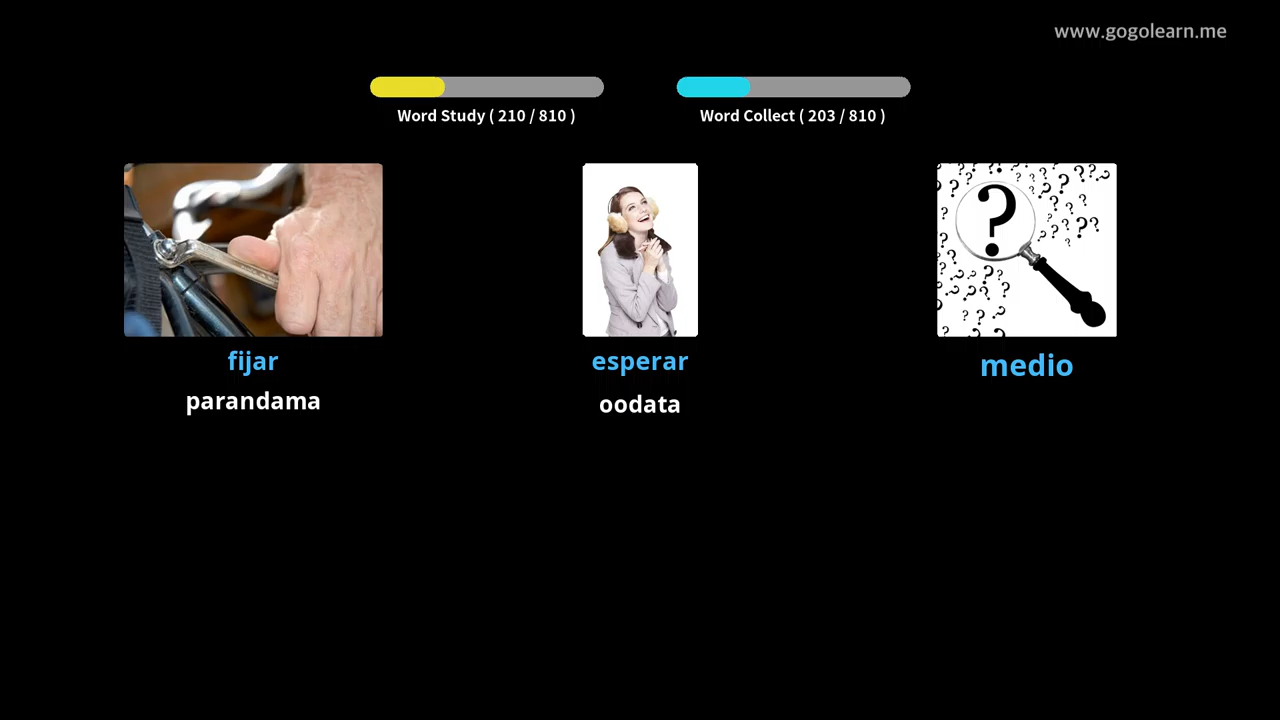 www.gogolearn.me
Word Study ( 210 / 810 )
Word Collect ( 203 / 810 )
fijar
parandama
esperar
oodata
medio